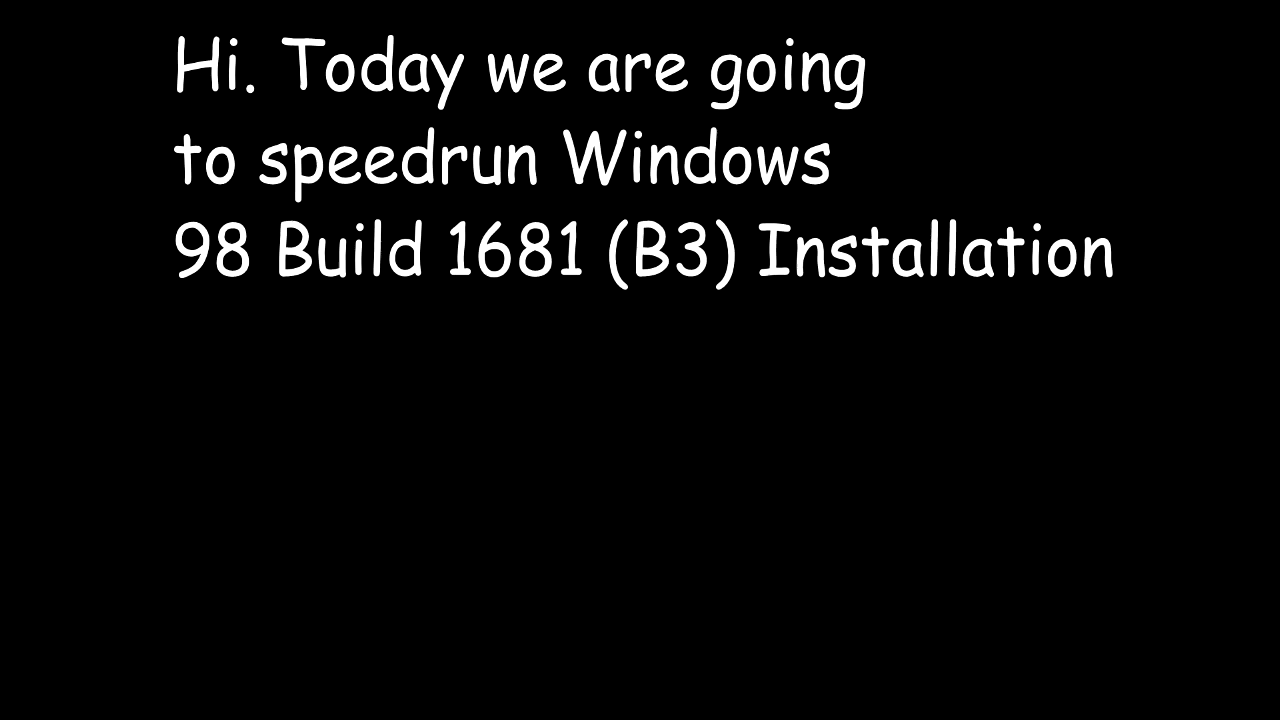 Hi. Today we are going
to speedrun Windows
98 Build 1681 (B3) Installation